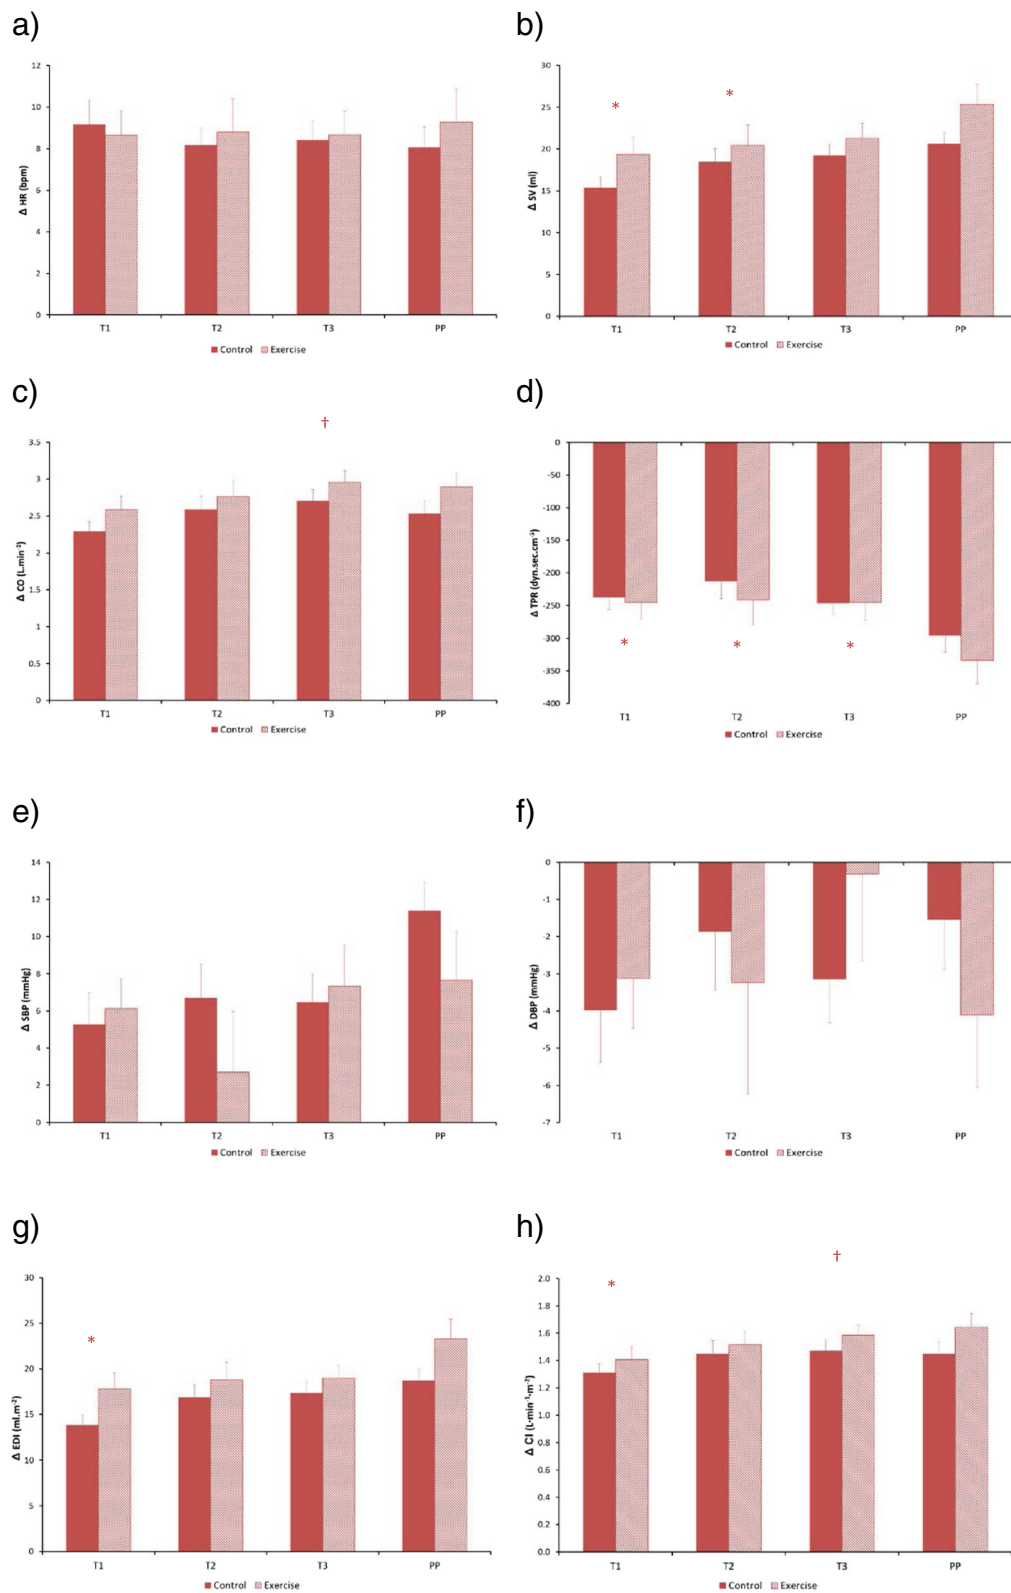 a)
12
10
8
6
4
2
0
Δ HR (bpm)
T1 T2 T3 PP
Control Exercise
b)
30
25
20
15
10
5
0
Δ SV (ml)
* *
T1 T2 T3 PP
Control Exercise
c)
†
3.5
3
2.5
2
1.5
1
0.5
0
Δ CO (L.min⁻¹)
T1 T2 T3 PP
Control Exercise
d)
0
-50
-100
-150
-200
-250
-300
-350
-400
Δ TPR (dyn.sec.cm⁻⁵)
* * *
T1 T2 T3 PP
Control Exercise
e)
14
12
10
8
6
4
2
0
Δ SBP (mmHg)
T1 T2 T3 PP
Control Exercise
f)
0
-1
-2
-3
-4
-5
-6
-7
Δ DBP (mmHg)
T1 T2 T3 PP
Control Exercise
g)
30
25
20
15
10
5
0
Δ EDI (ml.m⁻²)
*
T1 T2 T3 PP
Control Exercise
h)
†
*
2.0
1.8
1.6
1.4
1.2
1.0
0.8
0.6
0.4
0.2
0.0
Δ CI (L·min⁻¹·m⁻²)
T1 T2 T3 PP
Control Exercise